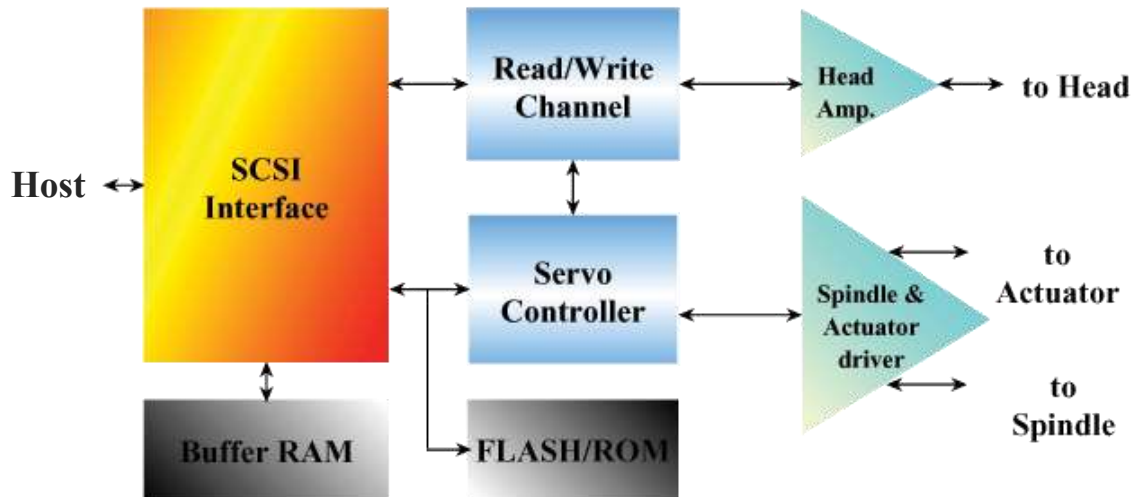 Host
SCSI
Interface
Read/Write
Channel
Head
Amp.
to Head
Servo
Controller
Spindle &
Actuator
driver
to
Actuator
to
Spindle
Buffer RAM
FLASH/ROM